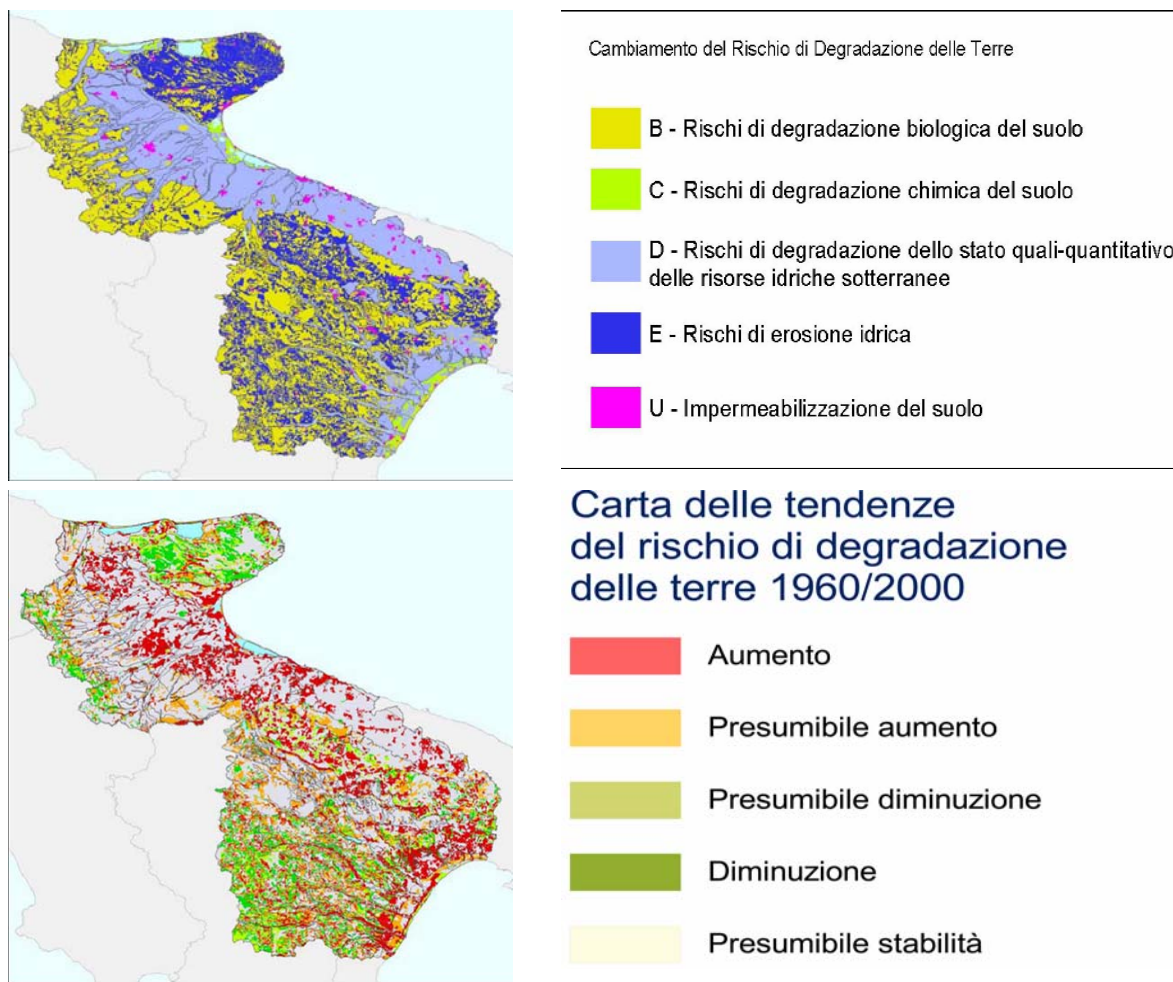 Cambiamento del Rischio di Degradazione delle Terre
B - Rischi di degradazione biologica del suolo
C - Rischi di degradazione chimica del suolo
D - Rischi di degradazione dello stato quali-quantitativo
delle risorse idriche sotterranee
E - Rischi di erosione idrica
U - Impermeabilizzazione del suolo
Carta delle tendenze
del rischio di degradazione
delle terre 1960/2000
Aumento
Presumibile aumento
Presumibile diminuzione
Diminuzione
Presumibile stabilità